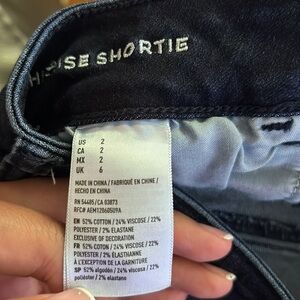 HI-RISE SHORTIE
US 2
CA 2
MX 2
UK 6
MADE IN CHINA / FABRIQUÉ EN CHINE /
HECHO EN CHINA
RN 54485/CA 03873
RFC# AEM12060509A
EN 52% COTTON / 24% VISCOSE / 22%
POLYESTER / 2% ELASTANE
EXCLUSIVE OF DECORATION
FR 52% COTON / 24% VISCOSE / 22%
POLYESTER / 2% ÉLASTHANNE
À L'EXCEPTION DE LA GARNITURE
SP 52% algodón / 24% viscosa / 22%
poliéster / 2% elastano